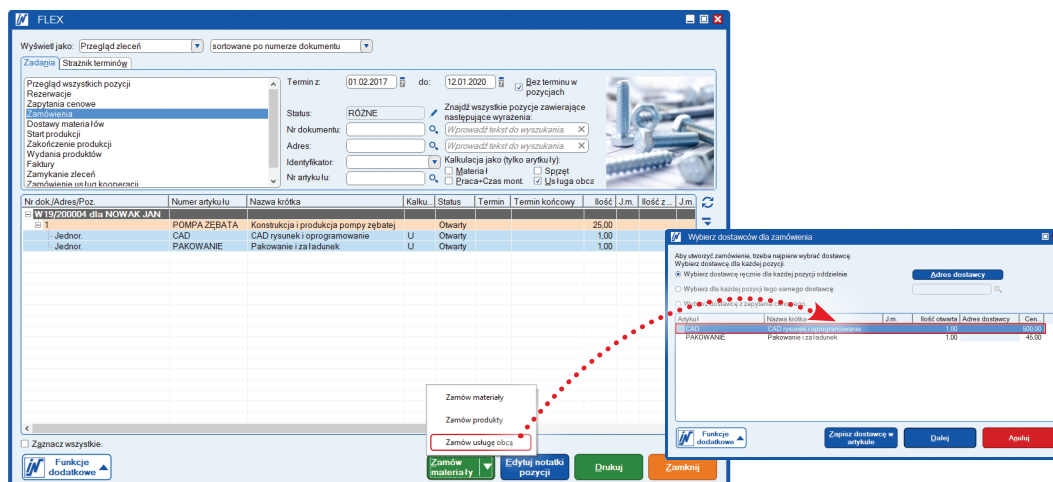 FLEX
Wyświetl jako: Przegląd zleceń sortowane po numerze dokumentu
Zadania Strażnik terminów
Przegląd wszystkich pozycji
Rezerwacje
Zapytania cenowe
Zamówienia
Dostawy materiałów
Start produkcji
Zakończenie produkcji
Wydania produktów
Faktury
Zamykanie zleceń
Zamówienie usług kooperacji
Termin z: 01.02.2017 do: 12.01.2020 Bez terminu w pozycjach
Status: RÓŻNE
Znajdź wszystkie pozycje zawierające
następujące wyrażenia:
Nr dokumentu: Wprowadź tekst do wyszukania. X
Adres: Wprowadź tekst do wyszukania. X
Identyfikator: Kalkulacja jako (tylko arytkuły):
Materiał Sprzęt
Nr artykułu: Praca+Czas mont. Usługa obca
Nr dok./Adres/Poz. Numer artykułu Nazwa krótka Kalku... Status Termin Termin końcowy Ilość J.m. Ilość z ... J.m.
W19/200004 dla NOWAK JAN
1 POMPA ZĘBATA Konstrukcja i produkcja pompy zębatej Otwarty 25,00
Jednor. CAD CAD rysunek i oprogramowanie U Otwarty 1,00
Jednor. PAKOWANIE Pakowanie i załadunek U Otwarty 1,00
Zamów materiały
Zamów produkty
Zamów usługę obcą
Zaznacz wszystkie.
Funkcje dodatkowe
Zamów materiały
Edytuj notatki pozycji
Drukuj
Zamknij
Wybierz dostawców dla zamówienia
Aby utworzyć zamówienie, trzeba najpierw wybrać dostawcę.
Wybierz dostawcę dla każdej pozycji.
Wybierz dostawcę ręcznie dla każdej pozycji oddzielnie. Adres dostawcy
Wybierz dla każdej pozycji tego samego dostawcę:
Wybierz dostawcę z zapytania cenowego
Artykuł Nazwa krótka J.m. Ilość otwarta Adres dostawcy Cen...
CAD CAD rysunek i oprogramowanie 1,00 500,00
PAKOWANIE Pakowanie i załadunek 1,00 45,00
Funkcje dodatkowe
Zapisz dostawcę w artykule
Dalej
Anuluj